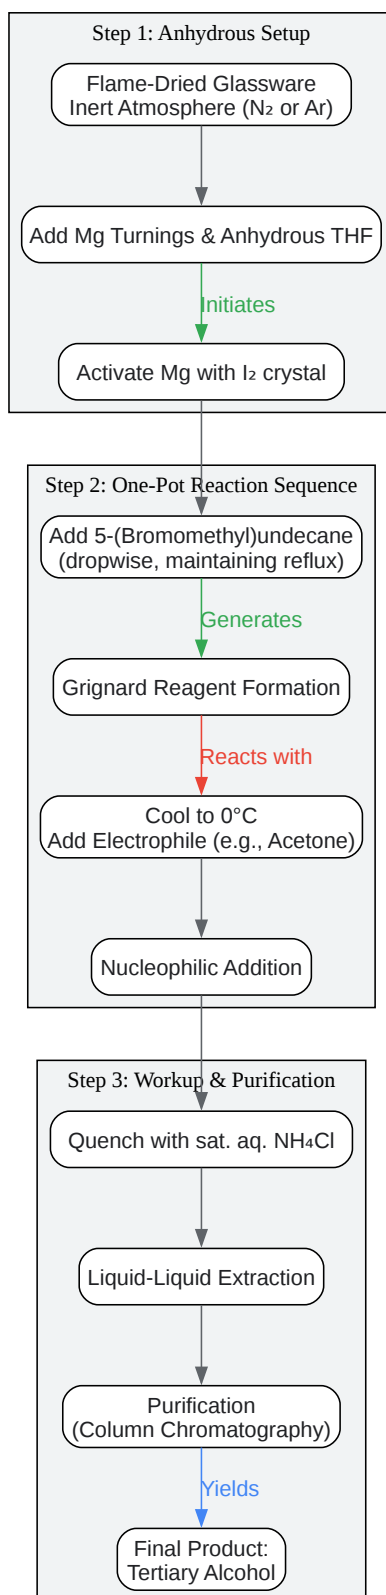 Step 1: Anhydrous Setup
Flame-Dried Glassware
Inert Atmosphere (N₂ or Ar)
Add Mg Turnings & Anhydrous THF
Initiates
Activate Mg with I₂ crystal
Step 2: One-Pot Reaction Sequence
Add 5-(Bromomethyl)undecane
(dropwise, maintaining reflux)
Generates
Grignard Reagent Formation
Reacts with
Cool to 0°C
Add Electrophile (e.g., Acetone)
Nucleophilic Addition
Step 3: Workup & Purification
Quench with sat. aq. NH₄Cl
Liquid-Liquid Extraction
Purification
(Column Chromatography)
Yields
Final Product:
Tertiary Alcohol